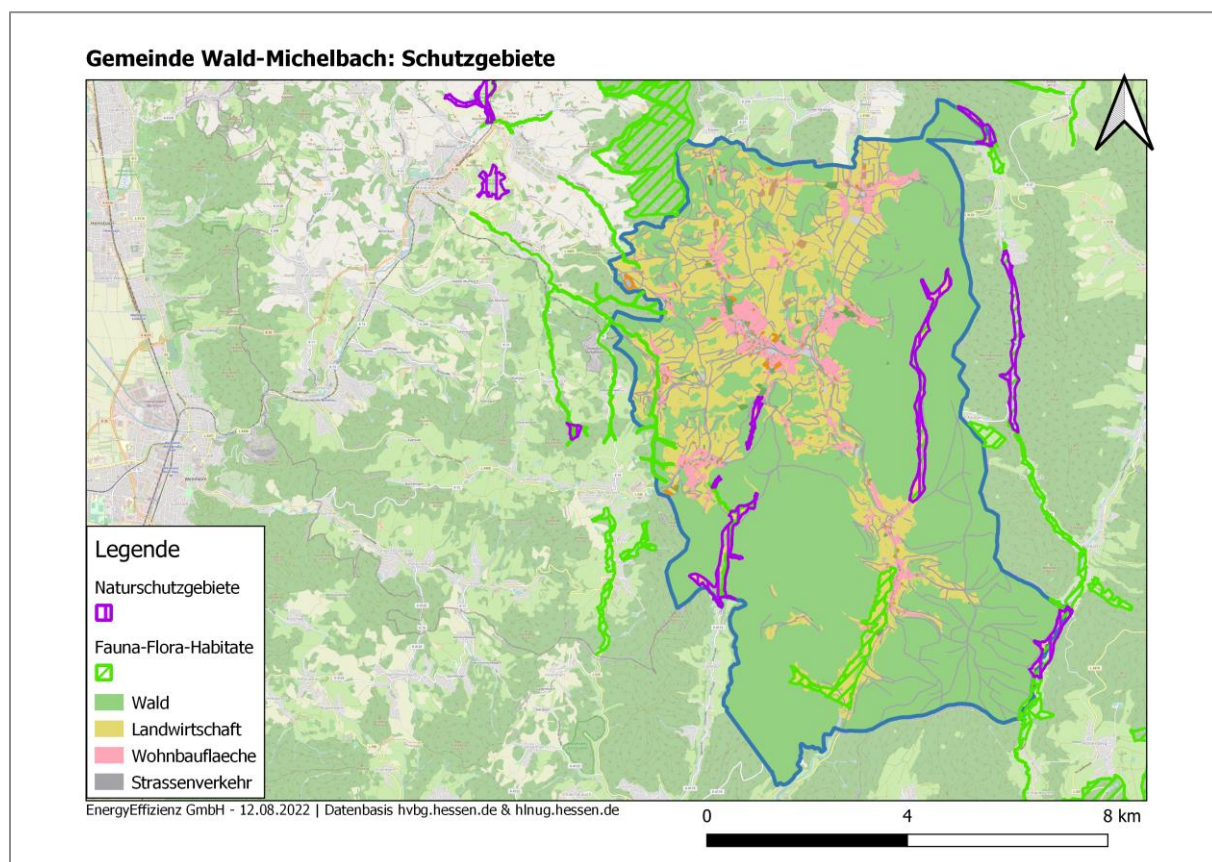 Gemeinde Wald-Michelbach: Schutzgebiete
Legende
Naturschutzgebiete
Fauna-Flora-Habitate
Wald
Landwirtschaft
Wohnbauflaeche
Strassenverkehr
EnergyEffizienz GmbH - 12.08.2022 | Datenbasis hvbg.hessen.de & hlnug.hessen.de
0 4 8 km